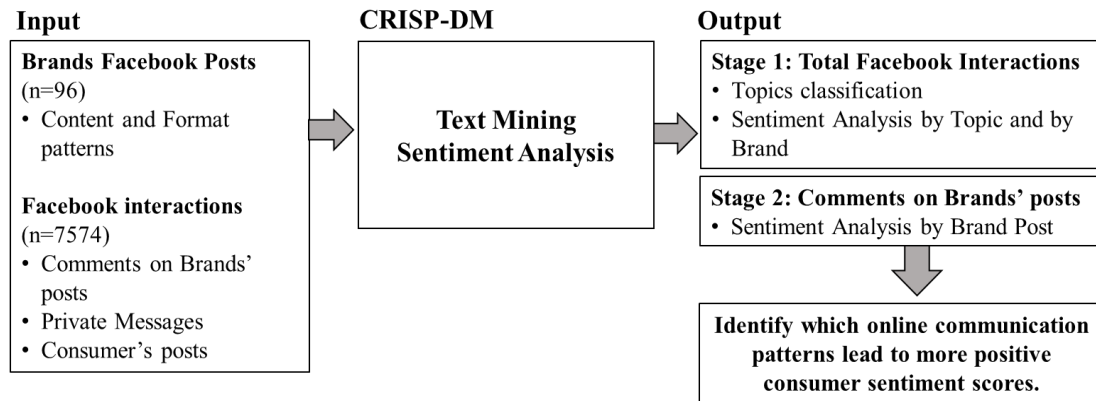 Input
Brands Facebook Posts
(n=96)
• Content and Format
patterns
Facebook interactions
(n=7574)
• Comments on Brands’
posts
• Private Messages
• Consumer’s posts
CRISP-DM
Text Mining
Sentiment Analysis
Output
Stage 1: Total Facebook Interactions
• Topics classification
• Sentiment Analysis by Topic and by
Brand
Stage 2: Comments on Brands’ posts
• Sentiment Analysis by Brand Post
Identify which online communication
patterns lead to more positive
consumer sentiment scores.